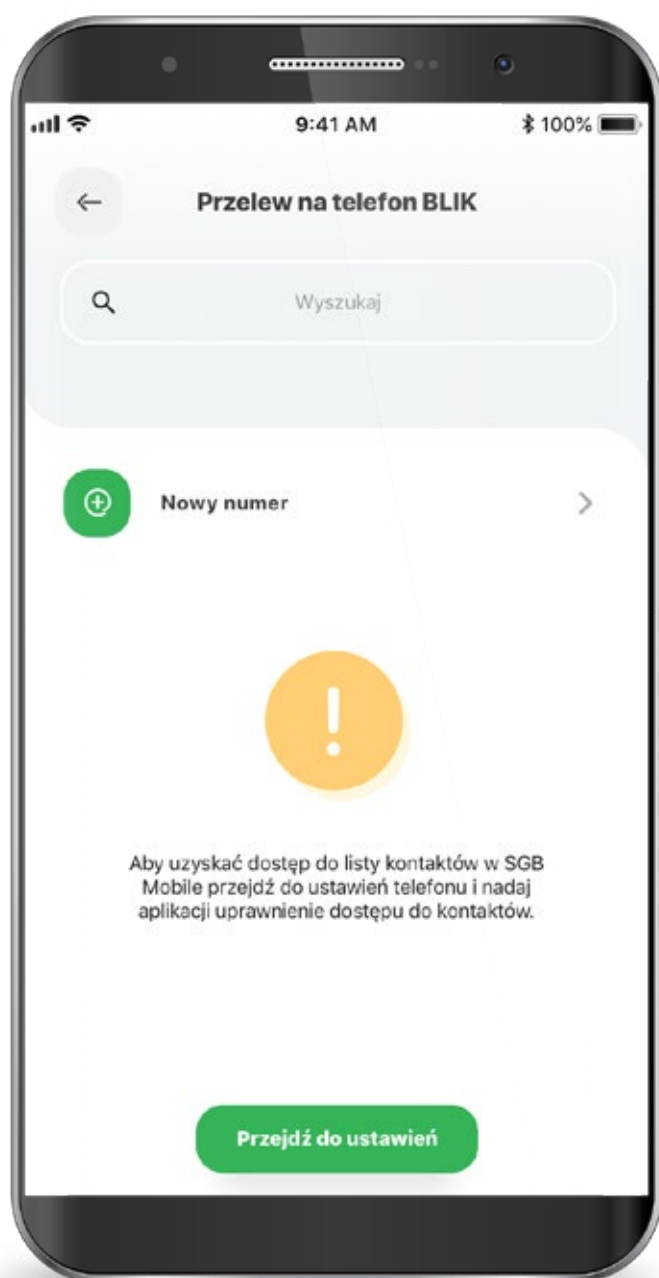 9:41 AM
100%
Przelew na telefon BLIK
Wyszukaj
Nowy numer
Aby uzyskać dostęp do listy kontaktów w SGB
Mobile przejdź do ustawień telefonu i nadaj
aplikacji uprawnienie dostępu do kontaktów.
Przejdź do ustawień